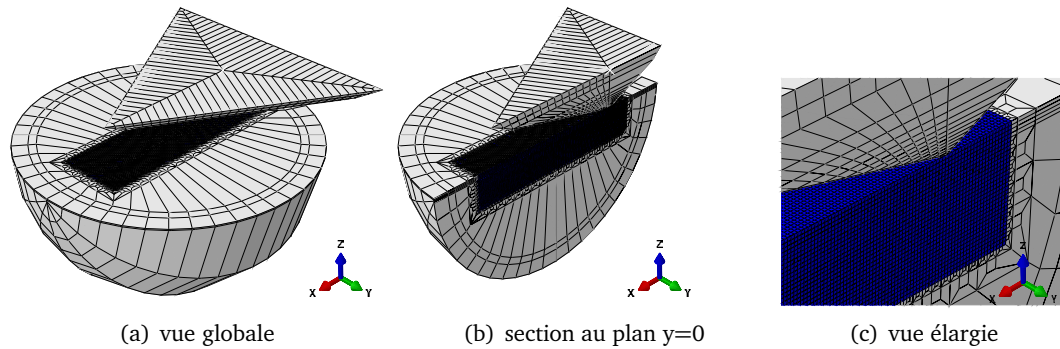 Z
X
Y
Z
X
Y
Z
X
Y
(a) vue globale
(b) section au plan y=0
(c) vue élargie